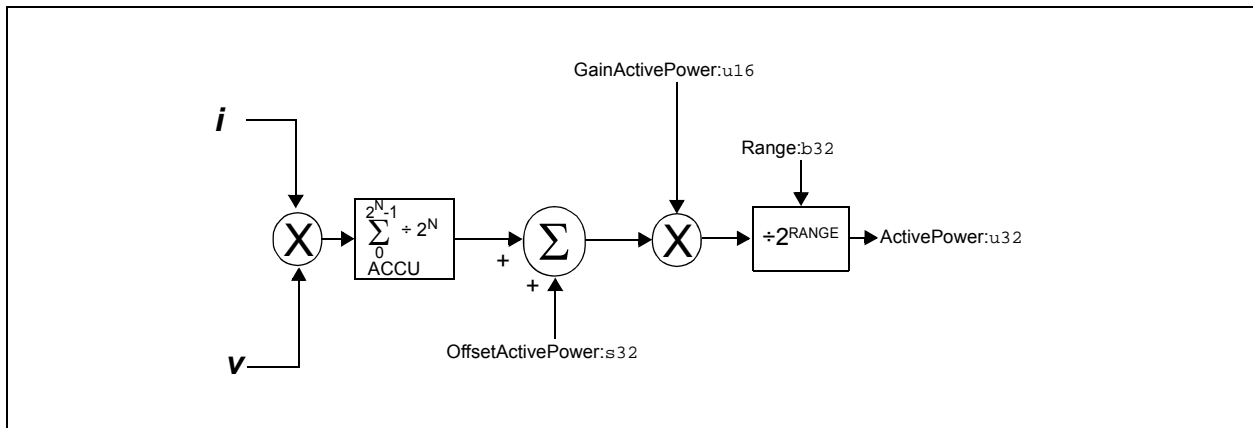 GainActivePower:u16
i
Range:b32
X
2^N-1
∑ ÷ 2^N
0
ACCU
+
Σ
+
X
÷2^RANGE
ActivePower:u32
OffsetActivePower:s32
v